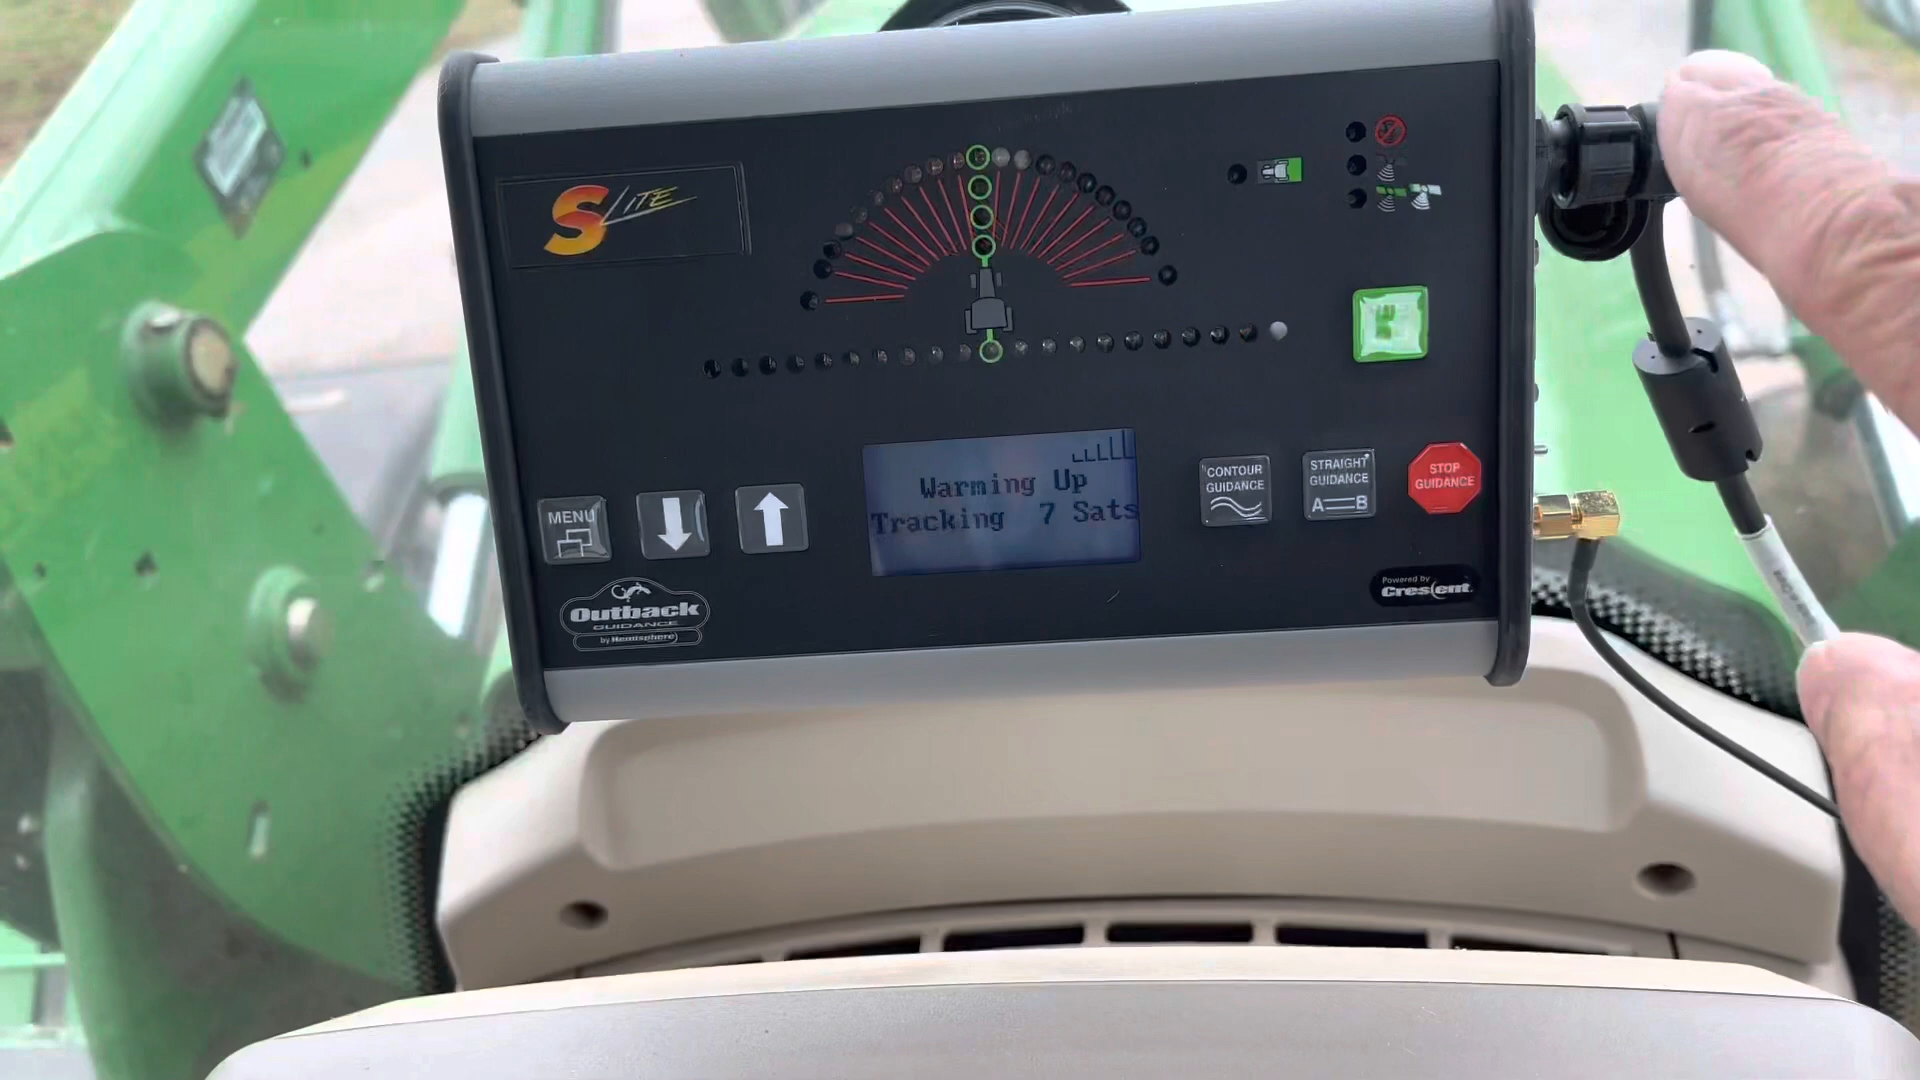 S LITE
Warming Up
Tracking 7 Sats
MENU
CONTOUR
GUIDANCE
STRAIGHT
GUIDANCE
A B
STOP
GUIDANCE
Outback
GUIDANCE
by Hemisphere
Powered by
Crescent